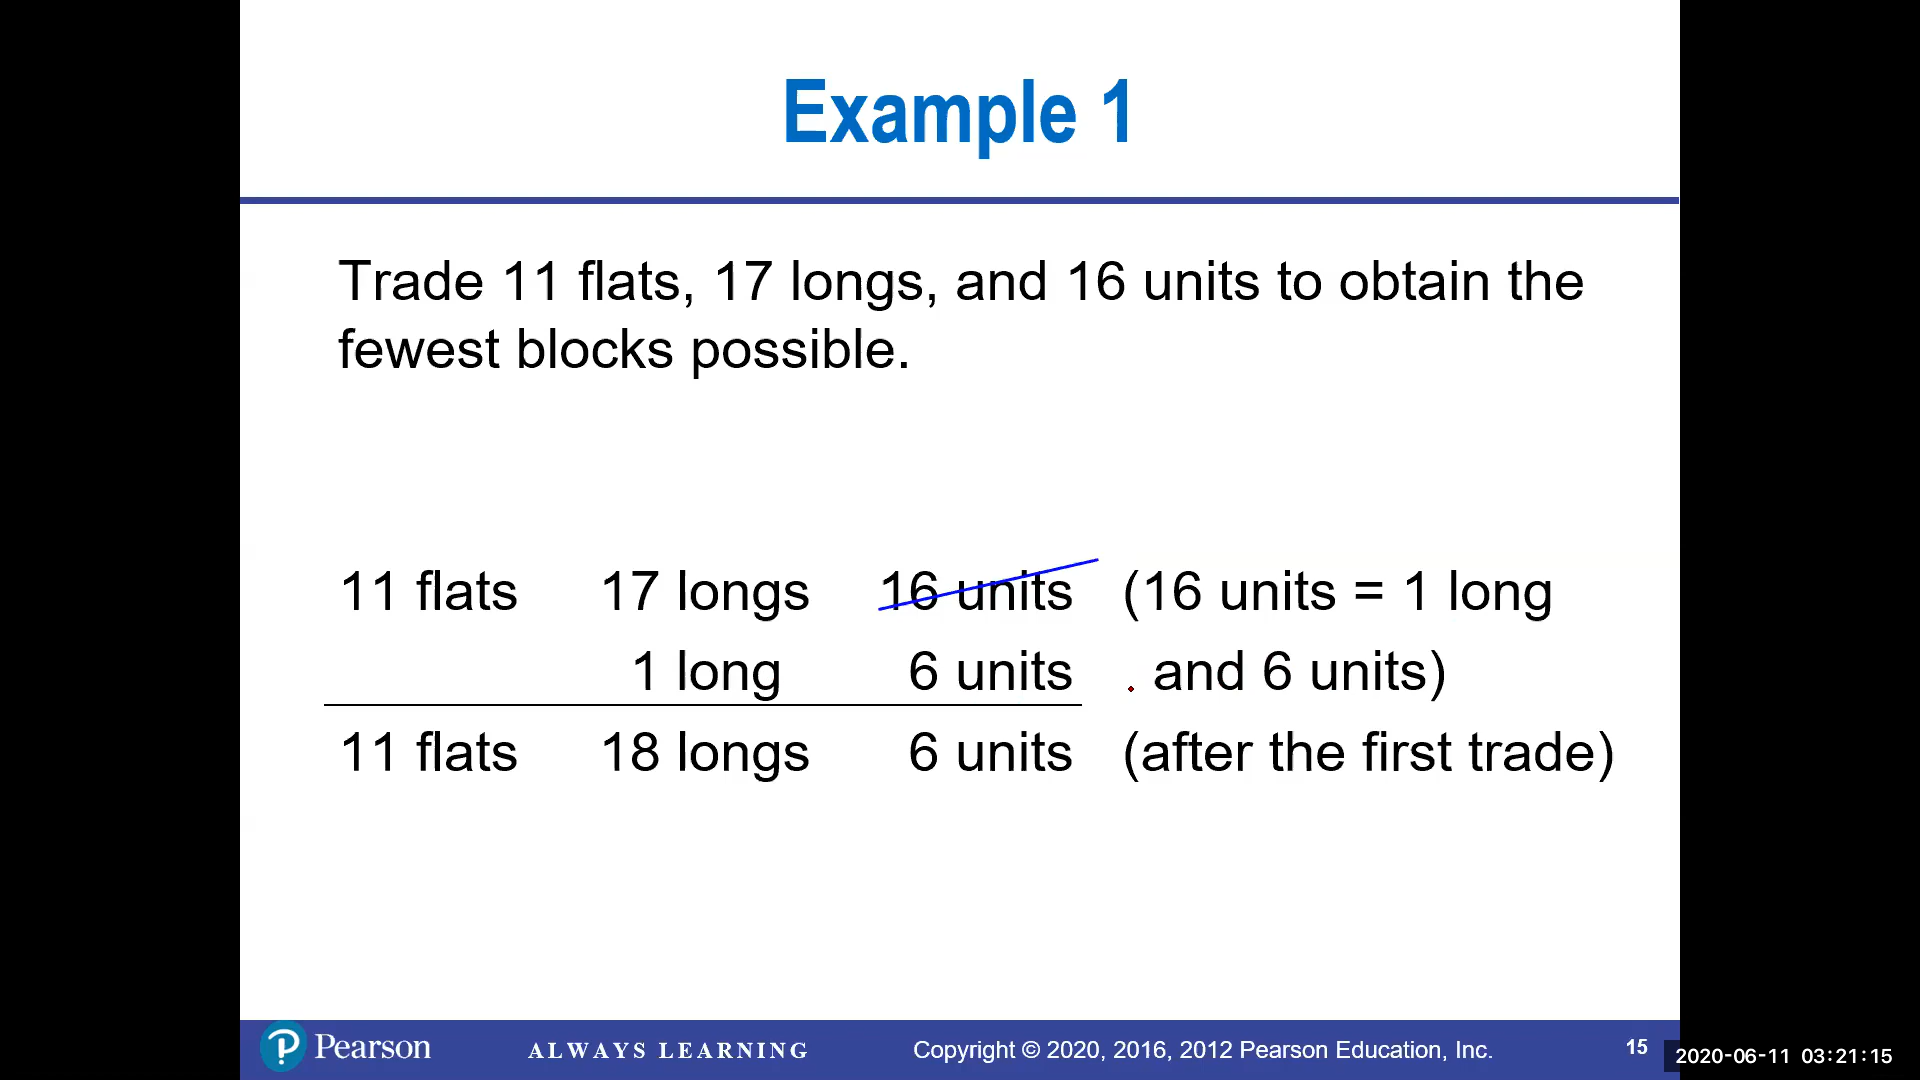 Example 1
Trade 11 flats, 17 longs, and 16 units to obtain the
fewest blocks possible.
11 flats 17 longs 16 units (16 units = 1 long
1 long 6 units and 6 units)
11 flats 18 longs 6 units (after the first trade)
Pearson ALWAYS LEARNING Copyright © 2020, 2016, 2012 Pearson Education, Inc. 15
2020-06-11 03:21:15